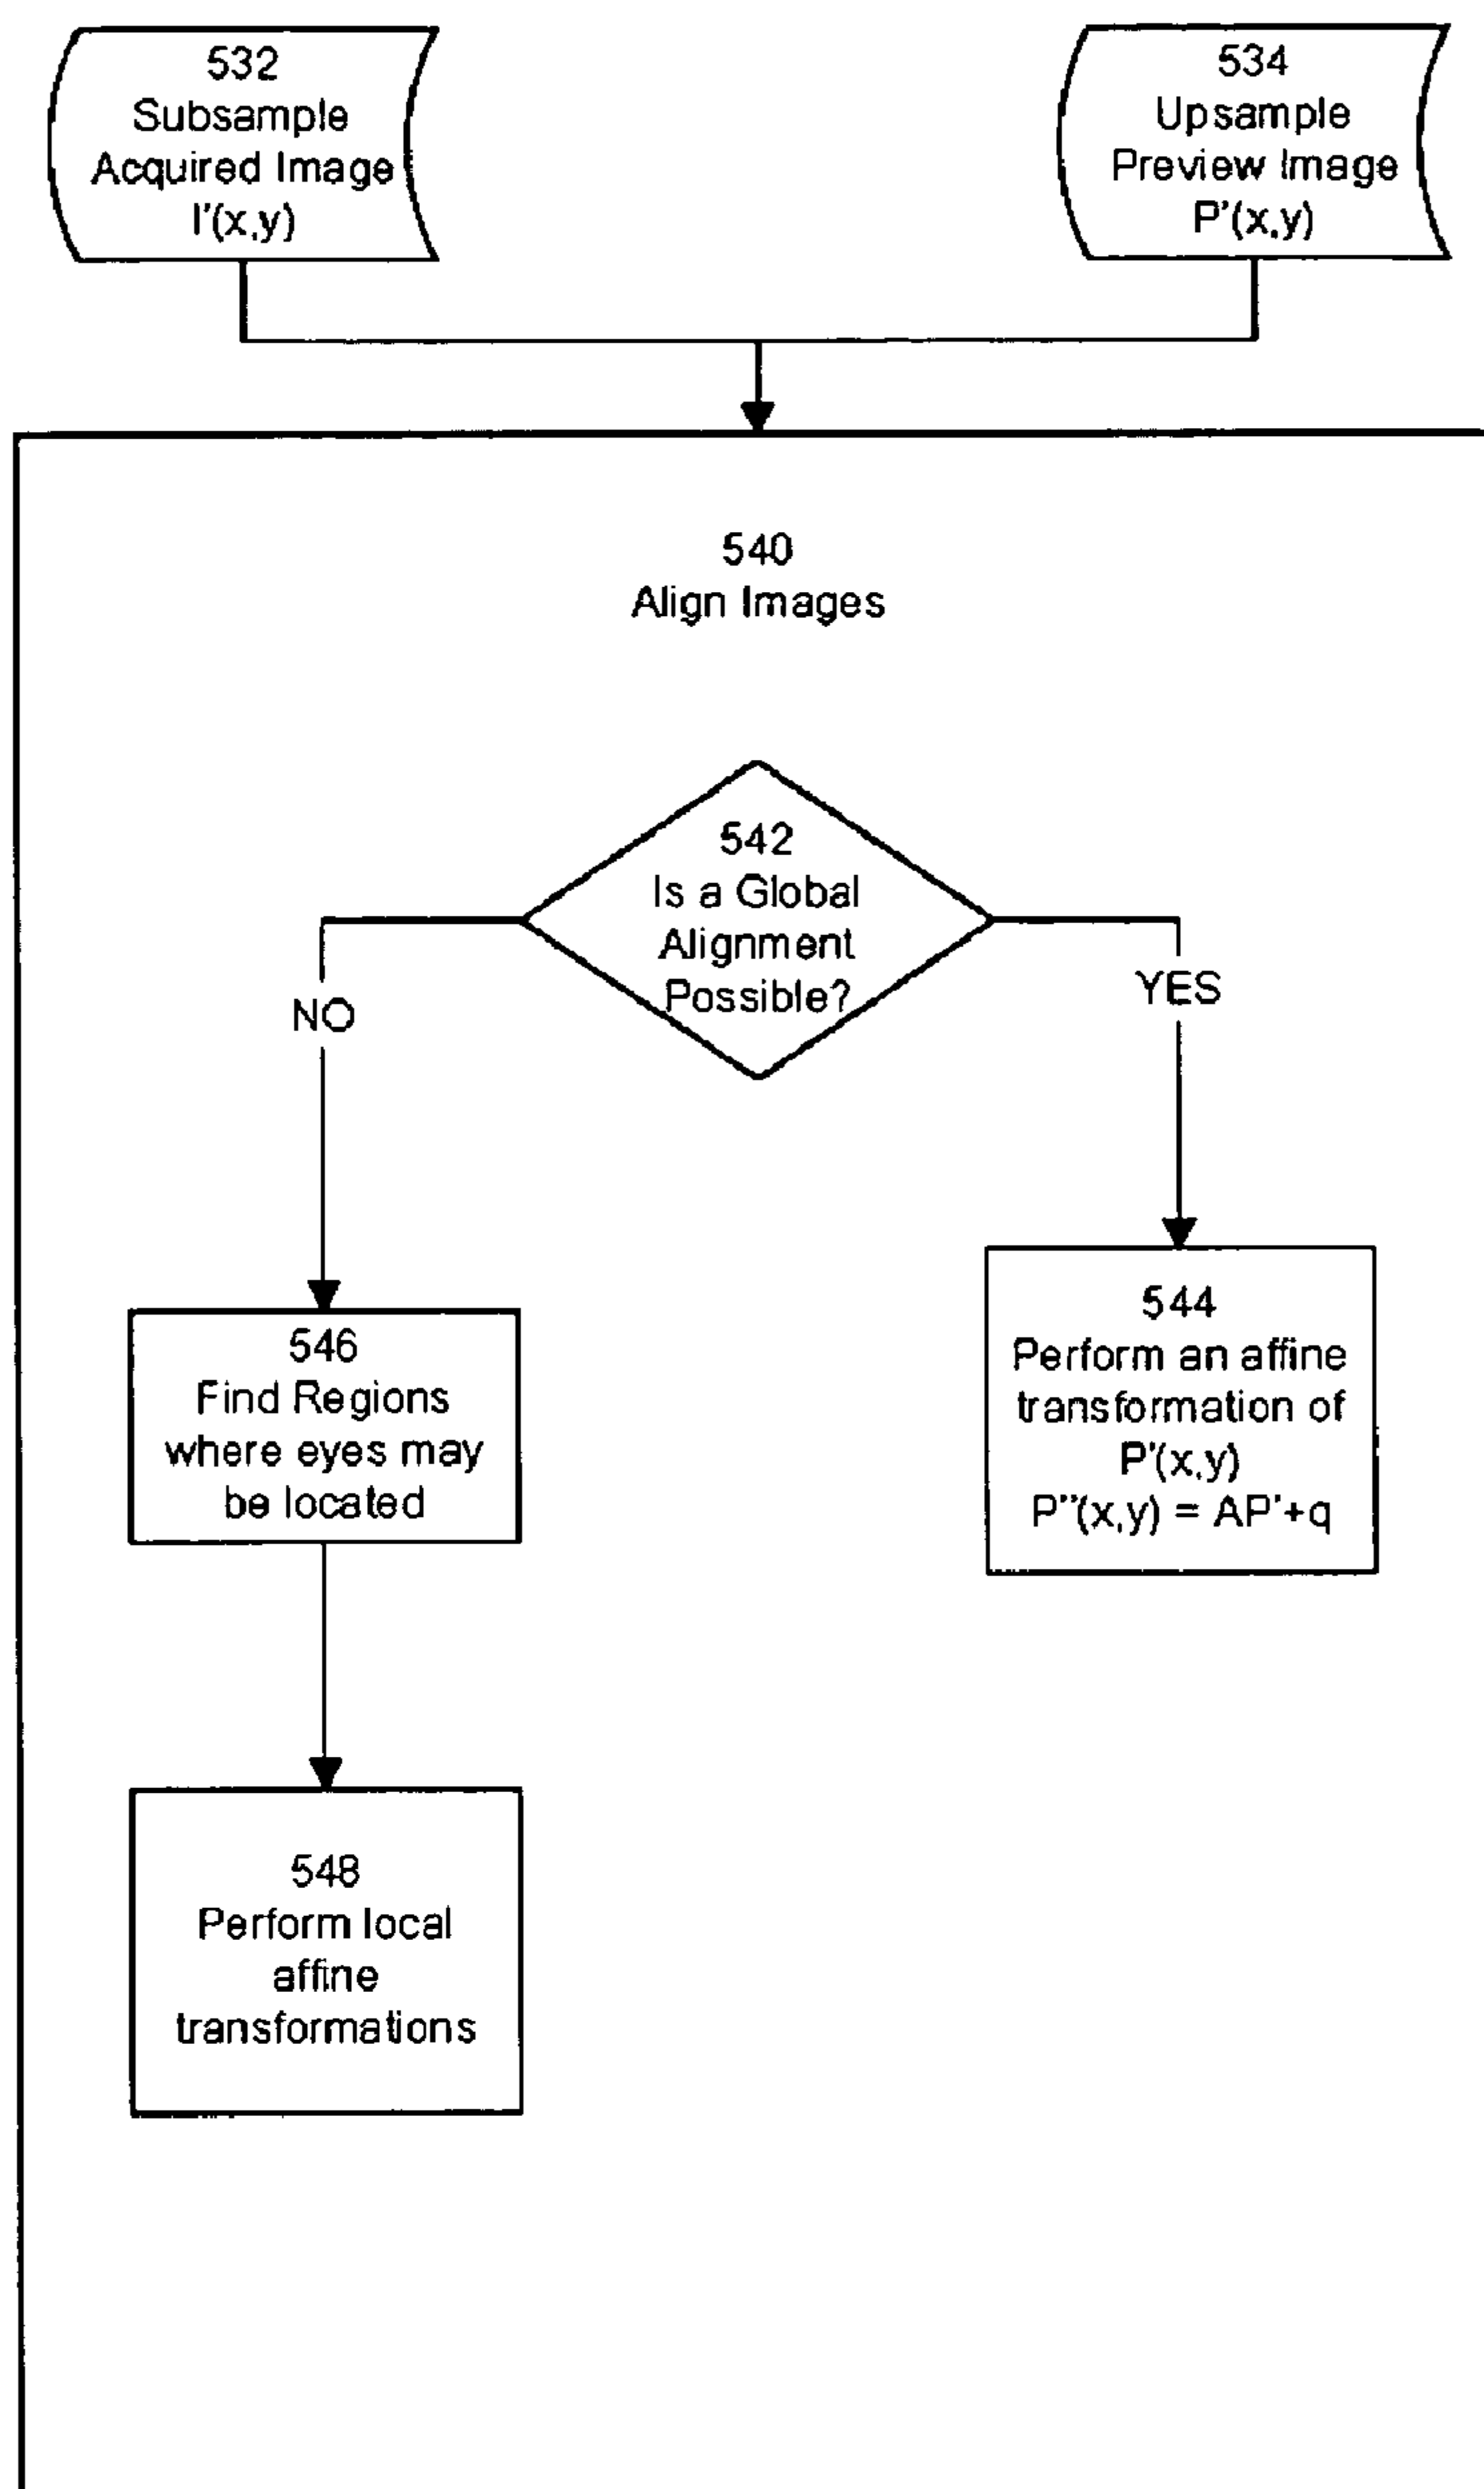 532
Subsample
Acquired Image
I'(x,y)
534
Upsample
Preview Image
P'(x,y)
540
Align Images
542
Is a Global
Alignment
Possible?
NO
YES
544
Perform an affine
transformation of
P'(x,y)
P''(x,y) = AP'+q
546
Find Regions
where eyes may
be located
548
Perform local
affine
transformations